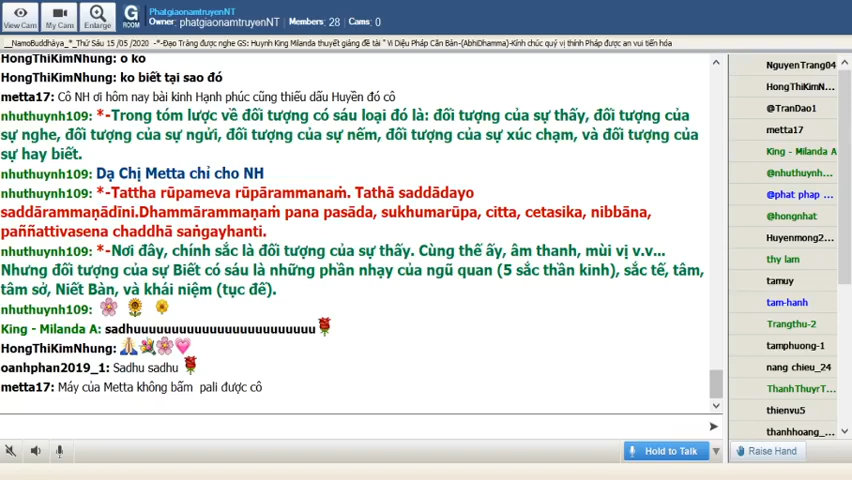 View Cam
My Cam
Enlarge
G
ROOM
PhatgiaonamtruyenNT
Owner: phatgiaonamtruyenNT Members: 28 Cams: 0
__NamoBuddhàya_*_Thứ Sáu 15 /05 /2020 -*-Đạo Tràng được nghe GS: Huynh King Milanda thuyết giảng đề tài " Vi Diệu Pháp Căn Bản-(AbhiDhamma)-Kính chúc quý vị thính Pháp được an vui tiến hóa
HongThiKimNhung: o ko
HongThiKimNhung: ko biết tại sao đó
metta17: Cô NH ơi hôm nay bài kinh Hạnh phúc cũng thiếu dấu Huyền đó cô
nhuthuynh109: *-Trong tóm lược về đối tượng có sáu loại đó là: đối tượng của sự thấy, đối tượng của
sự nghe, đối tượng của sự ngửi, đối tượng của sự nếm, đối tượng của sự xúc chạm, và đối tượng của
sự hay biết.
nhuthuynh109: Dạ Chị Metta chỉ cho NH
nhuthuynh109: *-Tattha rūpameva rūpārammanaṁ. Tathā saddādayo
saddārammaṇādīni.Dhammārammaṇaṁ pana pasāda, sukhumarūpa, citta, cetasika, nibbāna,
paññattivasena chaddhā saṅgayhanti.
nhuthuynh109: *-Nơi đây, chính sắc là đối tượng của sự thấy. Cùng thế ấy, âm thanh, mùi vị v.v...
Nhưng đối tượng của sự Biết có sáu là những phần nhạy của ngũ quan (5 sắc thần kinh), sắc tế, tâm,
tâm sở, Niết Bàn, và khái niệm (tục đế).
nhuthuynh109:
King - Milanda A: sadhuuuuuuuuuuuuuuuuuuuuuuuu
HongThiKimNhung:
oanhphan2019_1: Sadhu sadhu
metta17: Máy của Metta không bấm pali được cô
Hold to Talk
Raise Hand
NguyenTrang04
HongThiKimN...
@TranDao1
metta17
King - Milanda A
@nhuthuynh...
@phat phap ...
@hongnhat
Huyenmong2...
thy lam
tamuy
tam-hanh
Trangthu-2
tamphuong-1
nang chieu_24
ThanhThuyrT...
thienvu5
thanhhoang_...